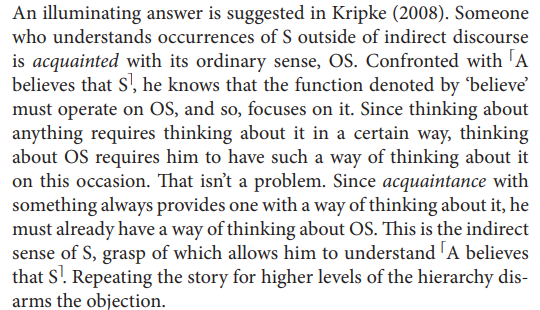 An illuminating answer is suggested in Kripke (2008). Someone
who understands occurrences of S outside of indirect discourse
is acquainted with its ordinary sense, OS. Confronted with ⌈A
believes that S⌉, he knows that the function denoted by ‘believe’
must operate on OS, and so, focuses on it. Since thinking about
anything requires thinking about it in a certain way, thinking
about OS requires him to have such a way of thinking about it
on this occasion. That isn’t a problem. Since acquaintance with
something always provides one with a way of thinking about it, he
must already have a way of thinking about OS. This is the indirect
sense of S, grasp of which allows him to understand ⌈A believes
that S⌉. Repeating the story for higher levels of the hierarchy dis-
arms the objection.